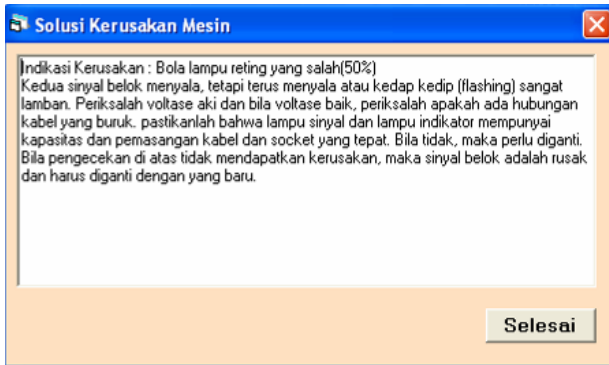 Solusi Kerusakan Mesin
Indikasi Kerusakan : Bola lampu reting yang salah(50%)
Kedua sinyal belok menyala, tetapi terus menyala atau kedap kedip (flashing) sangat
lamban. Periksalah voltase aki dan bila voltase baik, periksalah apakah ada hubungan
kabel yang buruk. pastikanlah bahwa lampu sinyal dan lampu indikator mempunyai
kapasitas dan pemasangan kabel dan socket yang tepat. Bila tidak, maka perlu diganti.
Bila pengecekan di atas tidak mendapatkan kerusakan, maka sinyal belok adalah rusak
dan harus diganti dengan yang baru.
Selesai